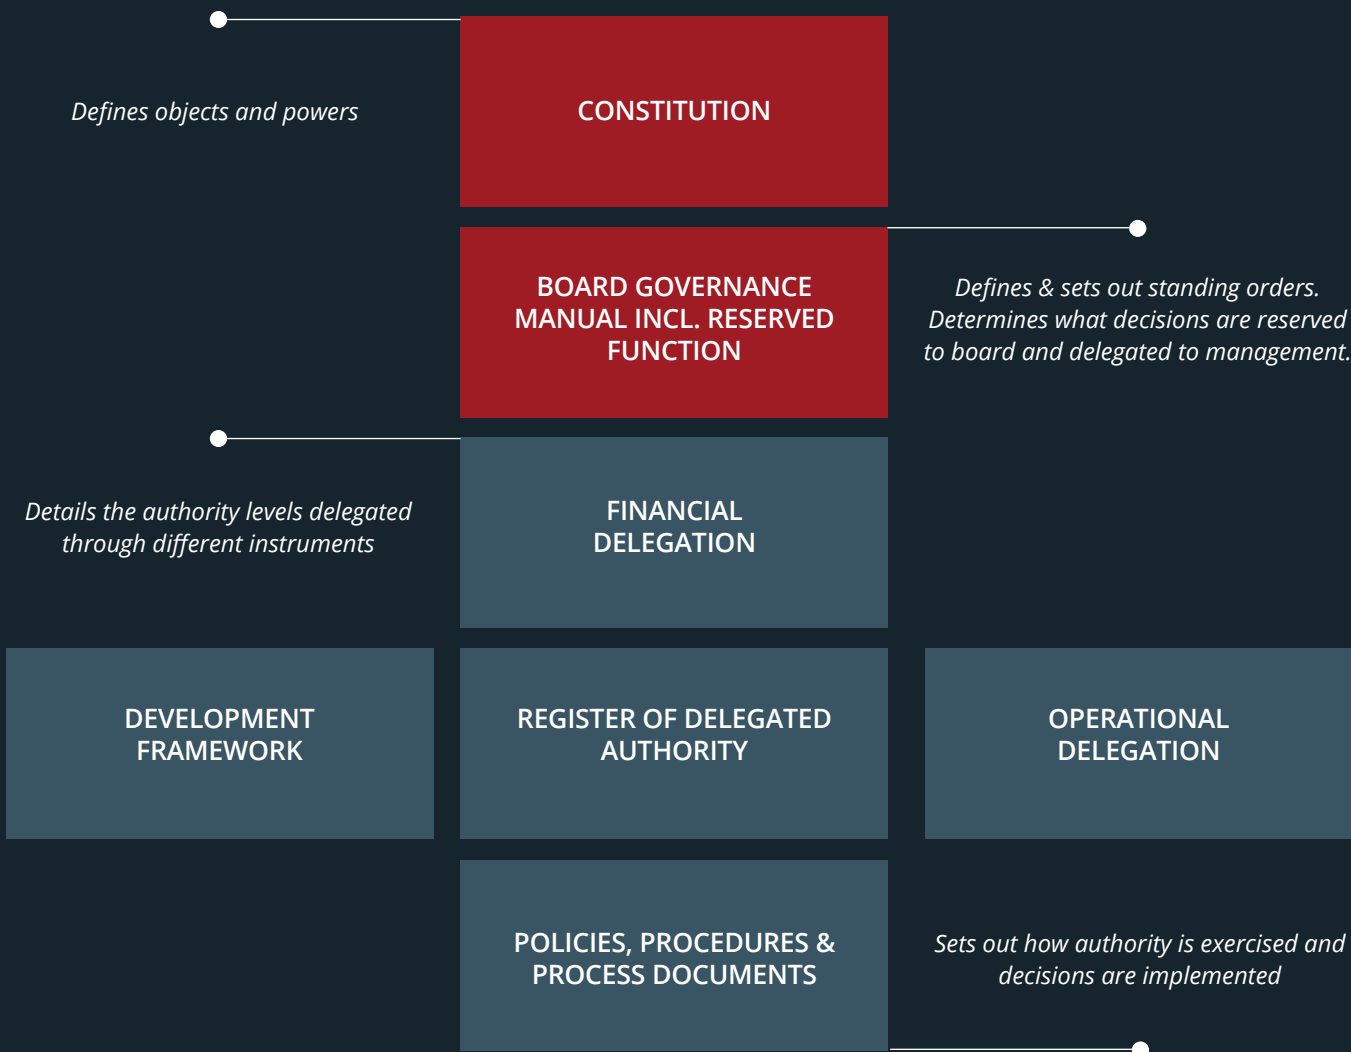 Defines objects and powers
CONSTITUTION
BOARD GOVERNANCE
MANUAL INCL. RESERVED
FUNCTION
Defines & sets out standing orders.
Determines what decisions are reserved
to board and delegated to management.
Details the authority levels delegated
through different instruments
FINANCIAL
DELEGATION
DEVELOPMENT
FRAMEWORK
REGISTER OF DELEGATED
AUTHORITY
OPERATIONAL
DELEGATION
POLICIES, PROCEDURES &
PROCESS DOCUMENTS
Sets out how authority is exercised and
decisions are implemented